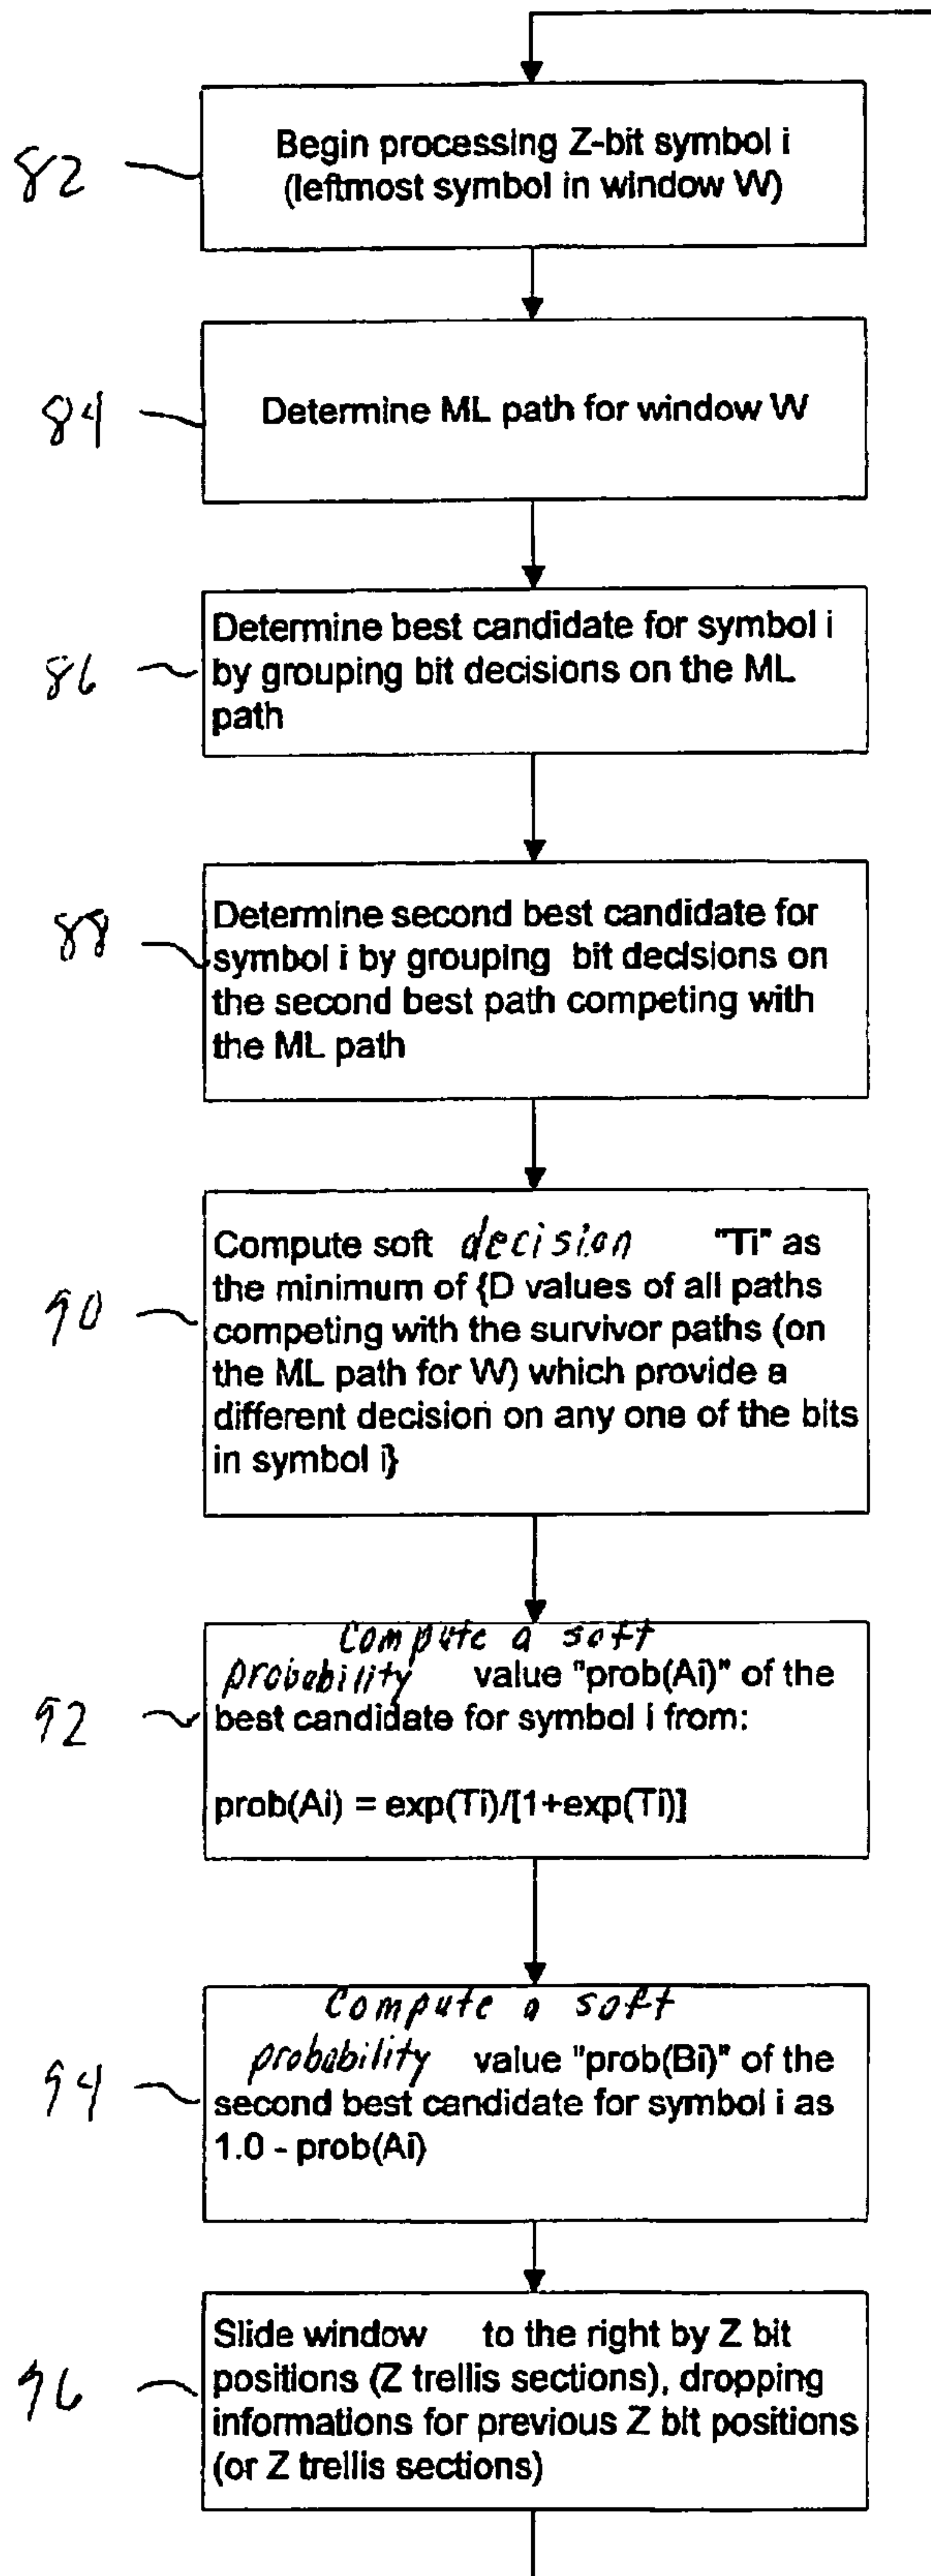 82
Begin processing Z-bit symbol i
(leftmost symbol in window W)
84
Determine ML path for window W
86
Determine best candidate for symbol i
by grouping bit decisions on the ML
path
88
Determine second best candidate for
symbol i by grouping bit decisions on
the second best path competing with
the ML path
90
Compute soft decision "Ti" as
the minimum of {D values of all paths
competing with the survivor paths (on
the ML path for W) which provide a
different decision on any one of the bits
in symbol i}
92
Compute a soft
probability value "prob(Ai)" of the
best candidate for symbol i from:
prob(Ai) = exp(Ti)/[1+exp(Ti)]
94
Compute a soft
probability value "prob(Bi)" of the
second best candidate for symbol i as
1.0 - prob(Ai)
96
Slide window to the right by Z bit
positions (Z trellis sections), dropping
informations for previous Z bit positions
(or Z trellis sections)